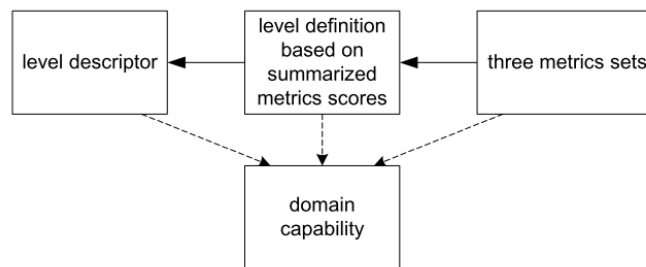 level descriptor
level definition
based on
summarized
metrics scores
three metrics sets
domain
capability